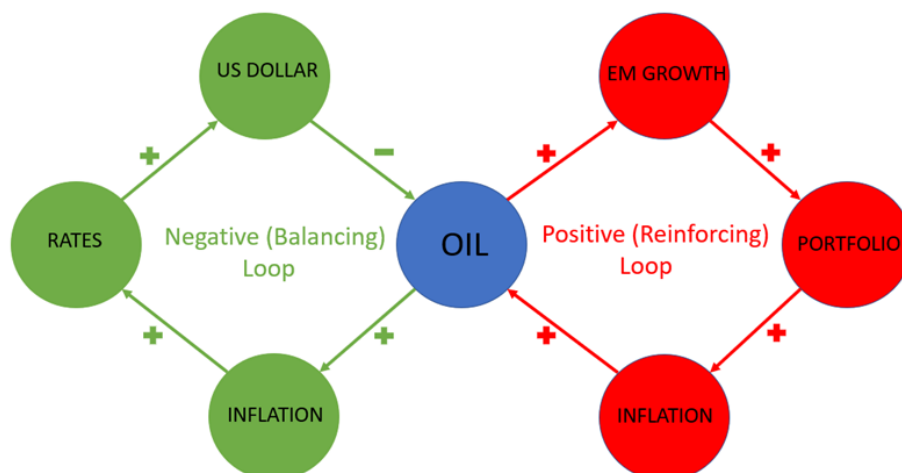 US DOLLAR
EM GROWTH
+
−
+
+
RATES
Negative (Balancing)
Loop
OIL
Positive (Reinforcing)
Loop
PORTFOLIO
+
+
+
+
INFLATION
INFLATION